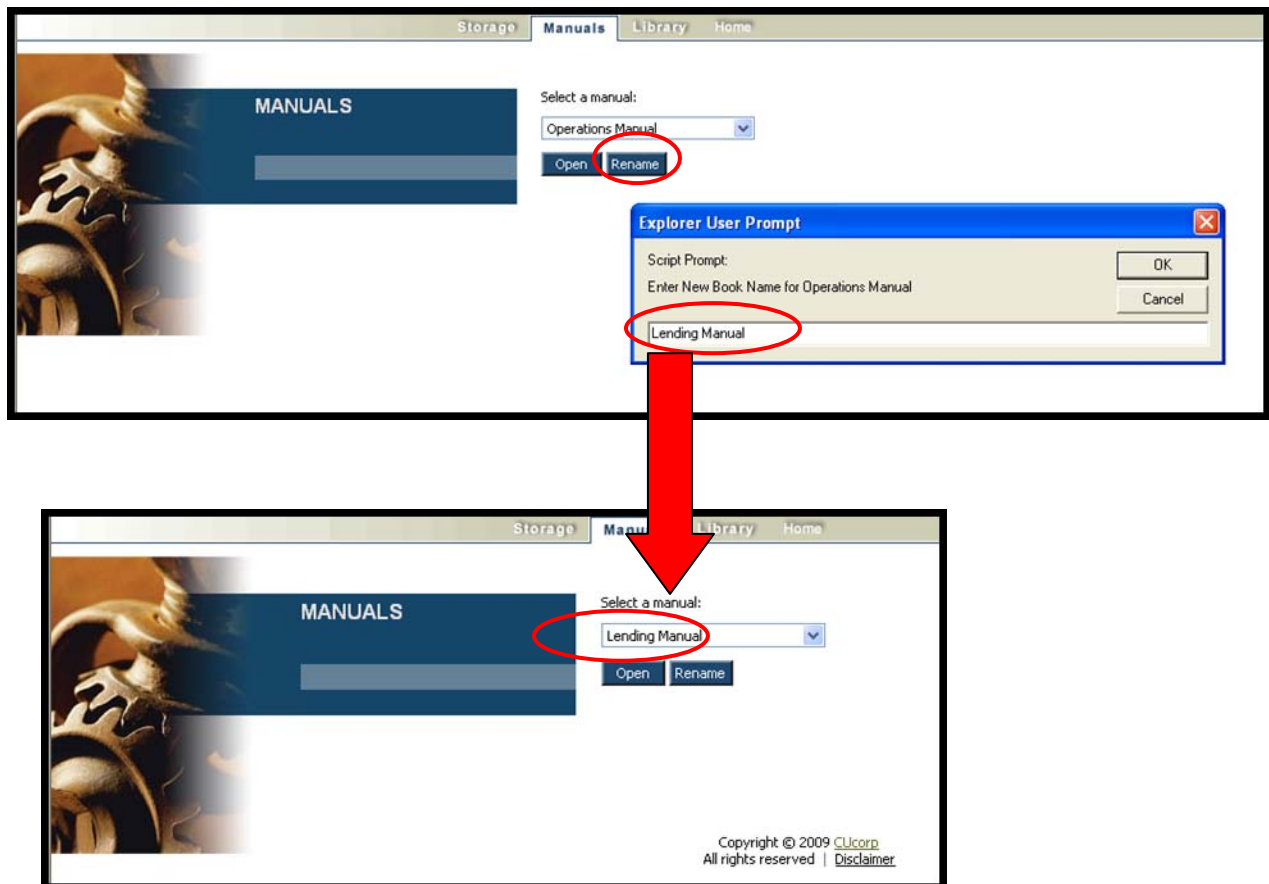 Storage Manuals Library Home
MANUALS
Select a manual:
Operations Manual
Open Rename
Explorer User Prompt
Script Prompt:
Enter New Book Name for Operations Manual
OK
Cancel
Lending Manual
Storage Manu Library Home
MANUALS
Select a manual:
Lending Manual
Open Rename
Copyright © 2009 CUcorp
All rights reserved | Disclaimer